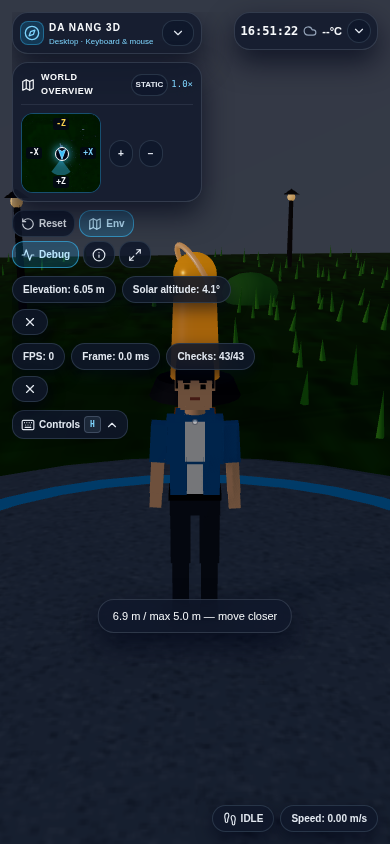 DA NANG 3D
Desktop · Keyboard & mouse
16:51:22 --°C
WORLD OVERVIEW
STATIC 1.0×
-Z
-X +X
+Z
+ −
Reset Env
Debug
Elevation: 6.05 m Solar altitude: 4.1°
FPS: 0 Frame: 0.0 ms Checks: 43/43
Controls H
6.9 m / max 5.0 m — move closer
IDLE Speed: 0.00 m/s